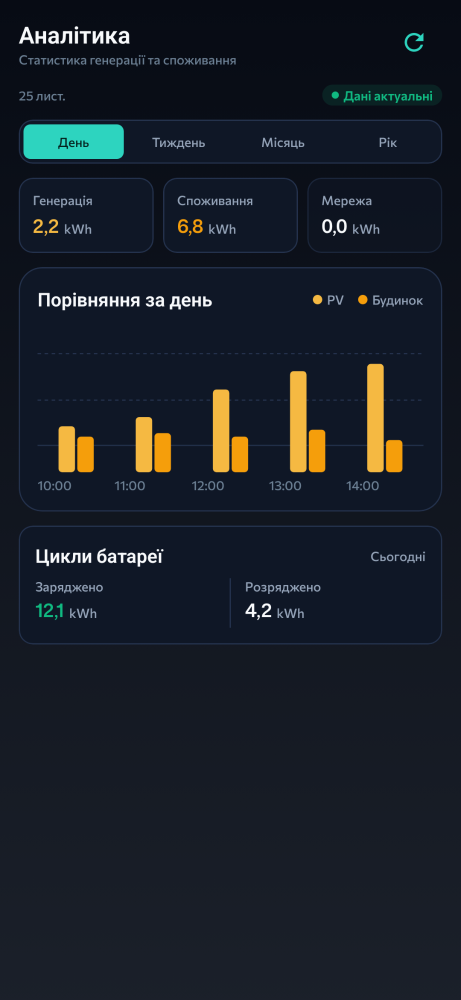 Аналітика
Статистика генерації та споживання
25 лист.
Дані актуальні
День Тиждень Місяць Рік
Генерація Споживання Мережа
2,2 kWh 6,8 kWh 0,0 kWh
Порівняння за день PV Будинок
10:00 11:00 12:00 13:00 14:00
Цикли батареї Сьогодні
Заряджено Розряджено
12,1 kWh 4,2 kWh